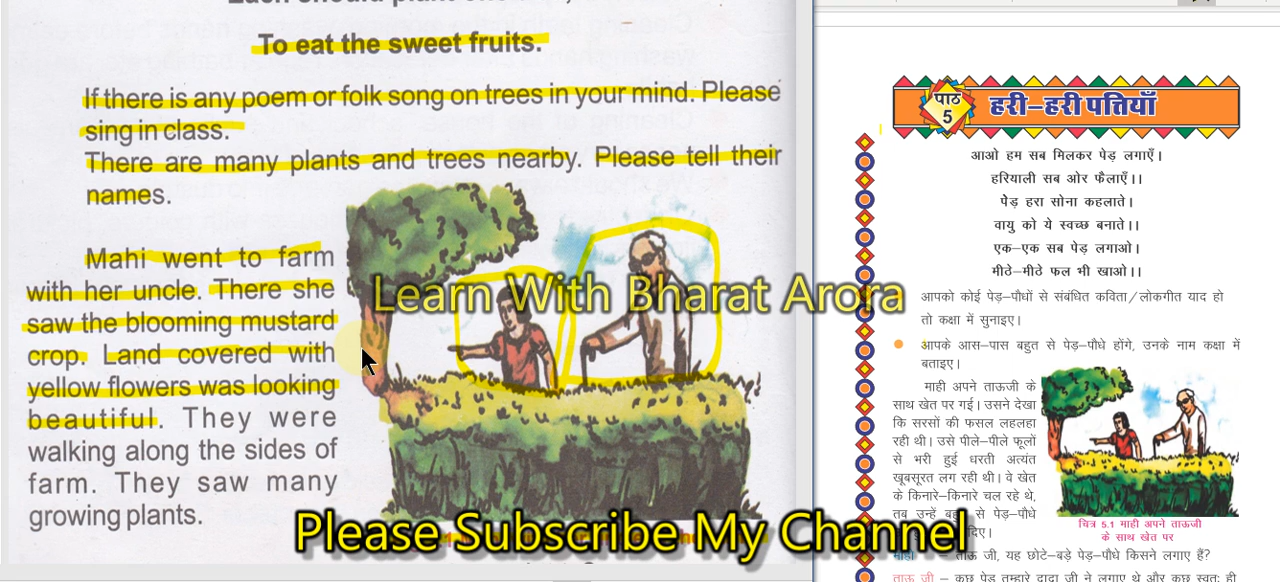 To eat the sweet fruits.
If there is any poem or folk song on trees in your mind. Please
sing in class.
There are many plants and trees nearby. Please tell their
names.
Mahi went to farm
with her uncle. There she
saw the blooming mustard
crop. Land covered with
yellow flowers was looking
beautiful. They were
walking along the sides of
farm. They saw many
growing plants.
Learn With Bharat Arora
Please Subscribe My Channel
पाठ
5
हरी–हरी पत्तियाँ
आओ हम सब मिलकर पेड़ लगाएँ।
हरियाली सब ओर फैलाएँ।।
पेड़ हरा सोना कहलाते।
वायु को ये स्वच्छ बनाते।।
एक–एक सब पेड़ लगाओ।
मीठे–मीठे फल भी खाओ।।
आपको कोई पेड़–पौधों से संबंधित कविता/लोकगीत याद हो
तो कक्षा में सुनाइए।
आपके आस–पास बहुत से पेड़–पौधे होंगे, उनके नाम कक्षा में
बताइए।
माही अपने ताऊजी के
साथ खेत पर गई। उसने देखा
कि सरसों की फसल लहलहा
रही थी। उसे पीले–पीले फूलों
से भरी हुई धरती अत्यंत
खूबसूरत लग रही थी। वे खेत
के किनारे–किनारे चल रहे थे,
तब उन्हें से पेड़–पौधे
चित्र 5.1 माही अपने ताऊजी
के साथ खेत पर
माही – ताऊ जी, यह छोटे–बड़े पेड़–पौधे किसने लगाए हैं?
ताऊ जी – कुछ पेड़ तुम्हारे दादा जी ने लगाए थे और कुछ स्वतः ही